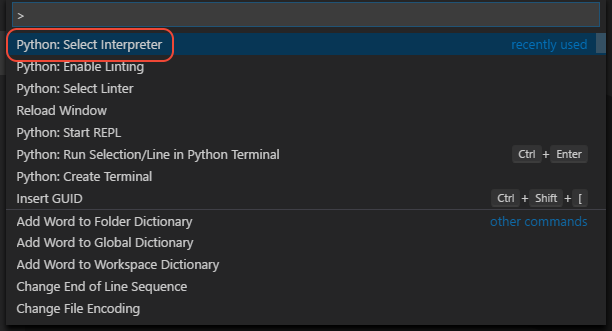 >
Python: Select Interpreter recently used
Python: Enable Linting
Python: Select Linter
Reload Window
Python: Start REPL
Python: Run Selection/Line in Python Terminal Ctrl + Enter
Python: Create Terminal
Insert GUID Ctrl + Shift + [
Add Word to Folder Dictionary other commands
Add Word to Global Dictionary
Add Word to Workspace Dictionary
Change End of Line Sequence
Change File Encoding